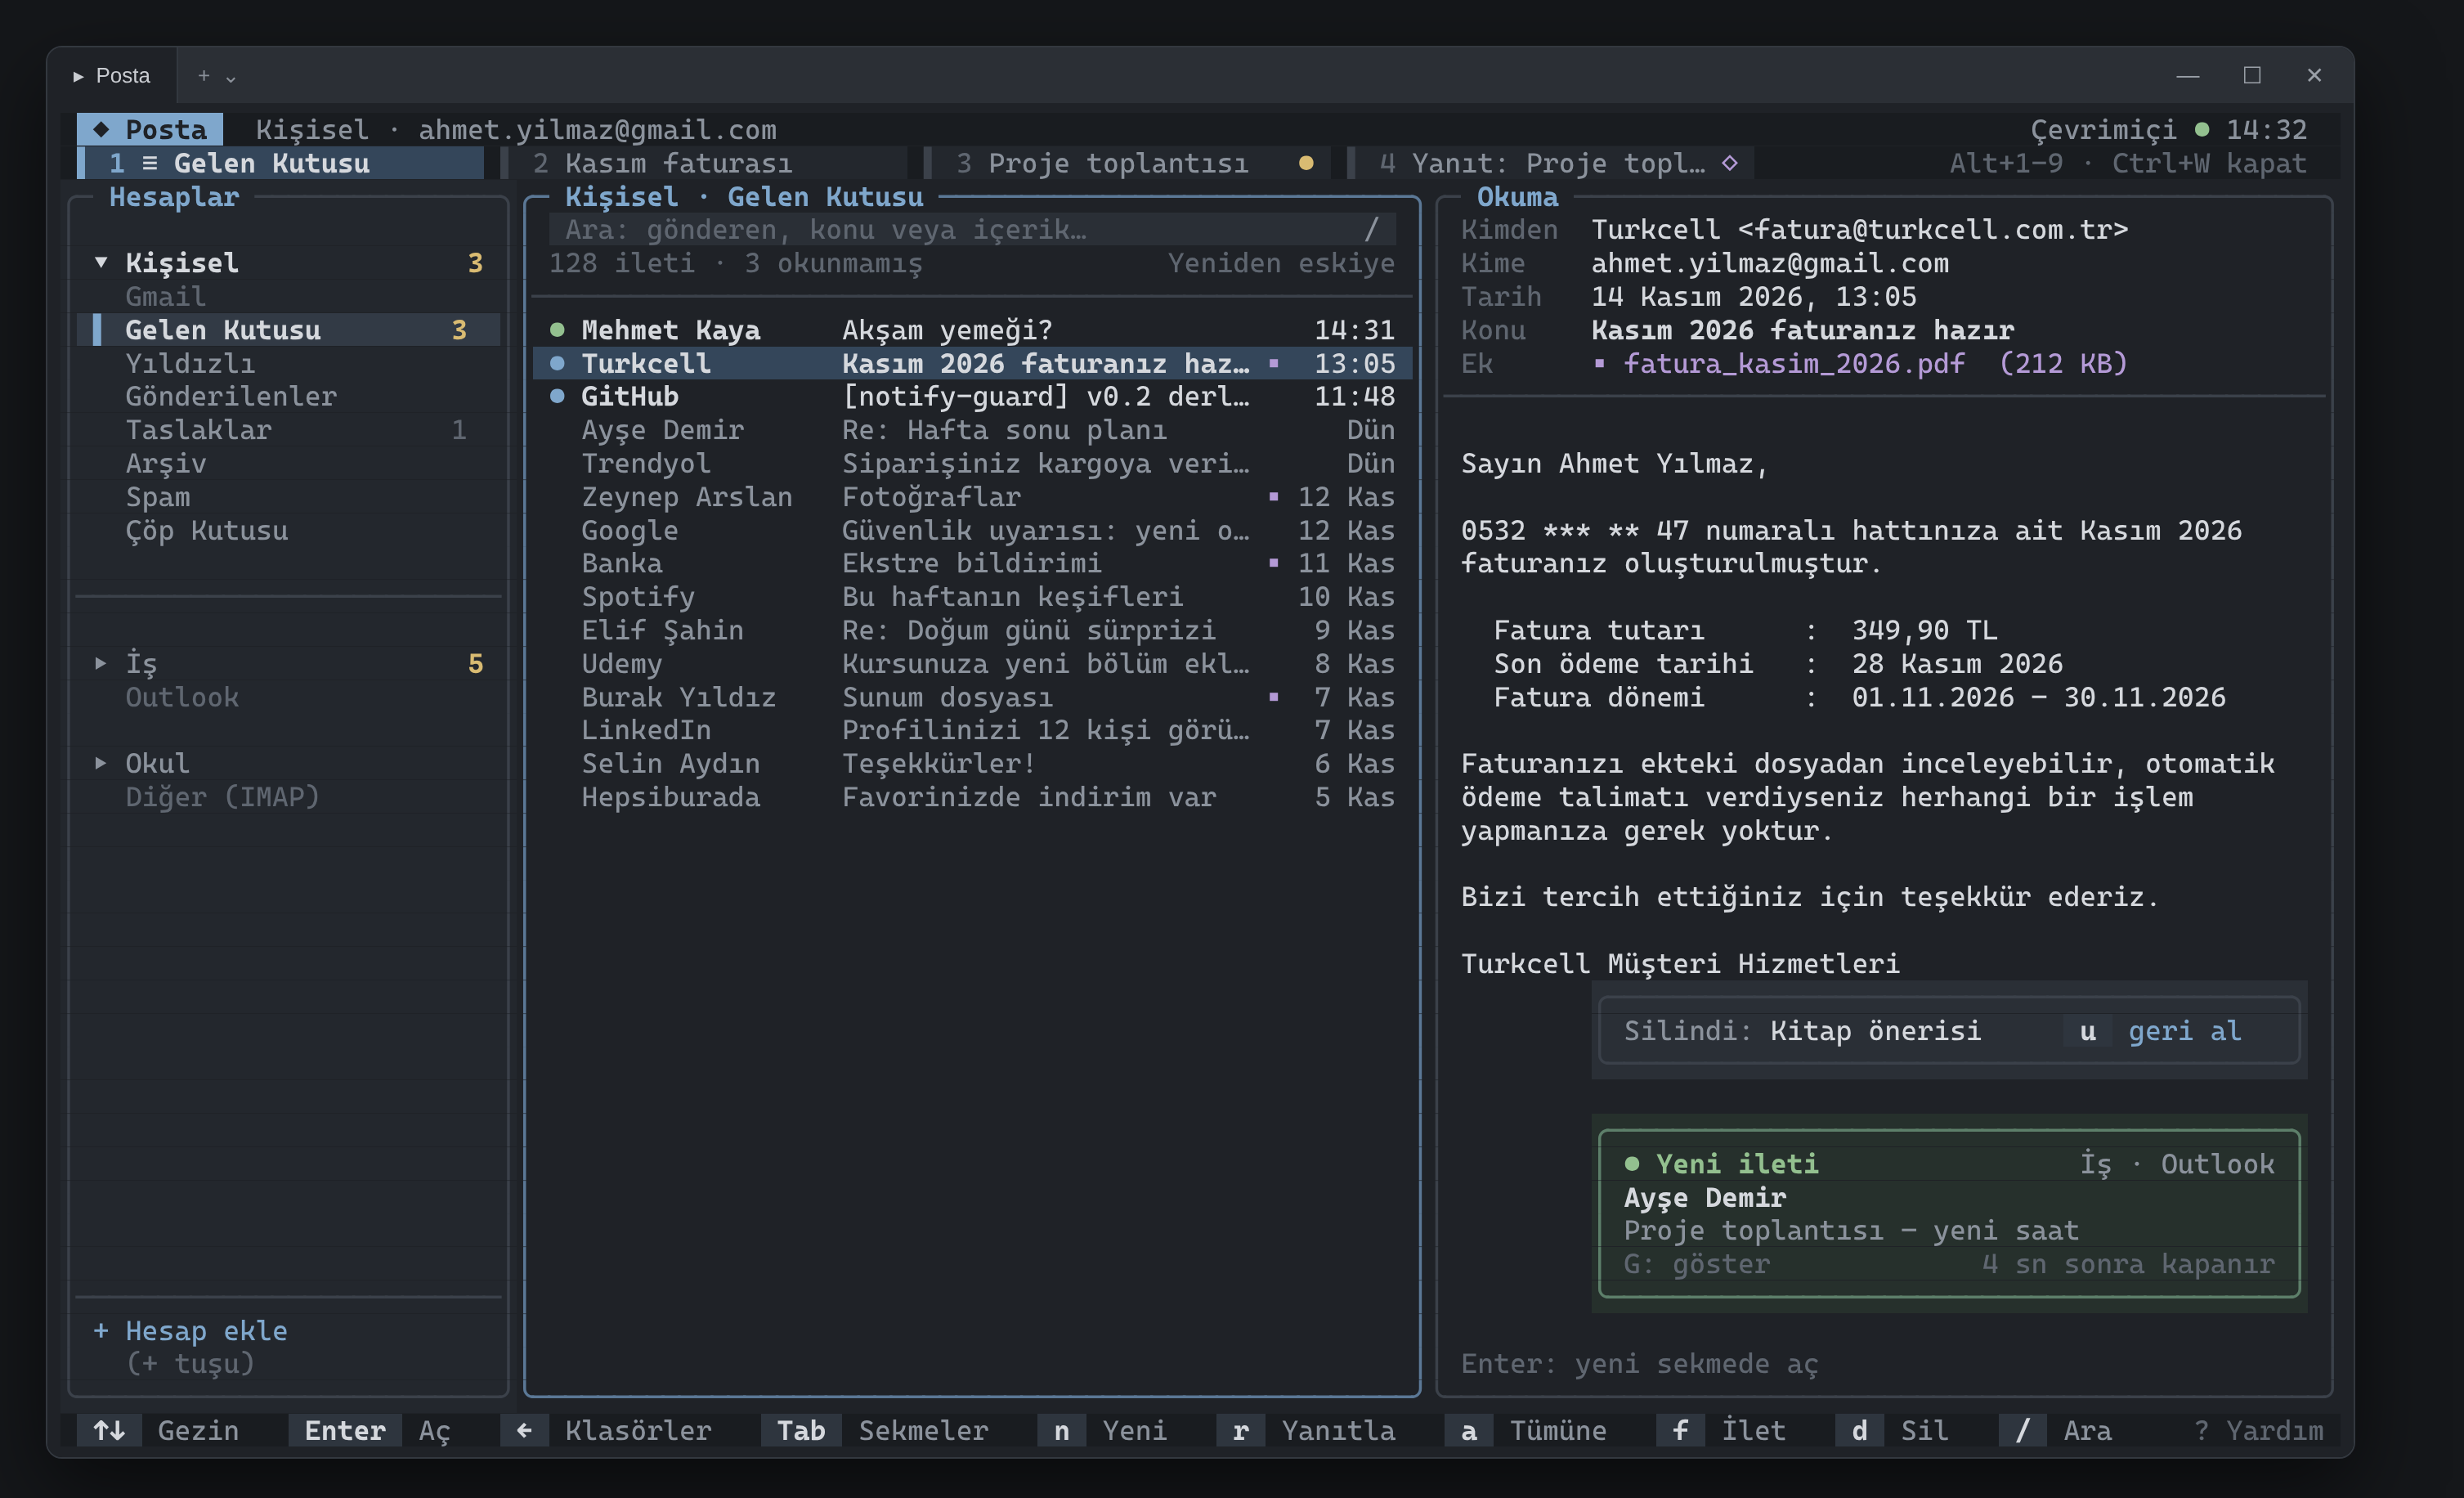 ▸ Posta + ⌄ — ☐ ✕
◆ Posta Kişisel · ahmet.yilmaz@gmail.com Çevrimiçi ● 14:32
1 ≡ Gelen Kutusu 2 Kasım faturası 3 Proje toplantısı ● 4 Yanıt: Proje topl… ◇ Alt+1-9 · Ctrl+W kapat
Hesaplar
▼ Kişisel 3
Gmail
Gelen Kutusu 3
Yıldızlı
Gönderilenler
Taslaklar 1
Arşiv
Spam
Çöp Kutusu
▶ İş 5
Outlook
▶ Okul
Diğer (IMAP)
+ Hesap ekle
(+ tuşu)
Kişisel · Gelen Kutusu
Ara: gönderen, konu veya içerik… /
128 ileti · 3 okunmamış Yeniden eskiye
● Mehmet Kaya Akşam yemeği? 14:31
● Turkcell Kasım 2026 faturanız haz… ▪ 13:05
● GitHub [notify-guard] v0.2 derl… 11:48
Ayşe Demir Re: Hafta sonu planı Dün
Trendyol Siparişiniz kargoya veri… Dün
Zeynep Arslan Fotoğraflar ▪ 12 Kas
Google Güvenlik uyarısı: yeni o… 12 Kas
Banka Ekstre bildirimi ▪ 11 Kas
Spotify Bu haftanın keşifleri 10 Kas
Elif Şahin Re: Doğum günü sürprizi 9 Kas
Udemy Kursunuza yeni bölüm ekl… 8 Kas
Burak Yıldız Sunum dosyası ▪ 7 Kas
LinkedIn Profilinizi 12 kişi görü… 7 Kas
Selin Aydın Teşekkürler! 6 Kas
Hepsiburada Favorinizde indirim var 5 Kas
Okuma
Kimden Turkcell <fatura@turkcell.com.tr>
Kime ahmet.yilmaz@gmail.com
Tarih 14 Kasım 2026, 13:05
Konu Kasım 2026 faturanız hazır
Ek ▪ fatura_kasim_2026.pdf (212 KB)
Sayın Ahmet Yılmaz,
0532 *** ** 47 numaralı hattınıza ait Kasım 2026
faturanız oluşturulmuştur.
Fatura tutarı : 349,90 TL
Son ödeme tarihi : 28 Kasım 2026
Fatura dönemi : 01.11.2026 – 30.11.2026
Faturanızı ekteki dosyadan inceleyebilir, otomatik
ödeme talimatı verdiyseniz herhangi bir işlem
yapmanıza gerek yoktur.
Bizi tercih ettiğiniz için teşekkür ederiz.
Turkcell Müşteri Hizmetleri
Silindi: Kitap önerisi u geri al
● Yeni ileti İş · Outlook
Ayşe Demir
Proje toplantısı — yeni saat
G: göster 4 sn sonra kapanır
Enter: yeni sekmede aç
↑↓ Gezin Enter Aç ← Klasörler Tab Sekmeler n Yeni r Yanıtla a Tümüne f İlet d Sil / Ara ? Yardım